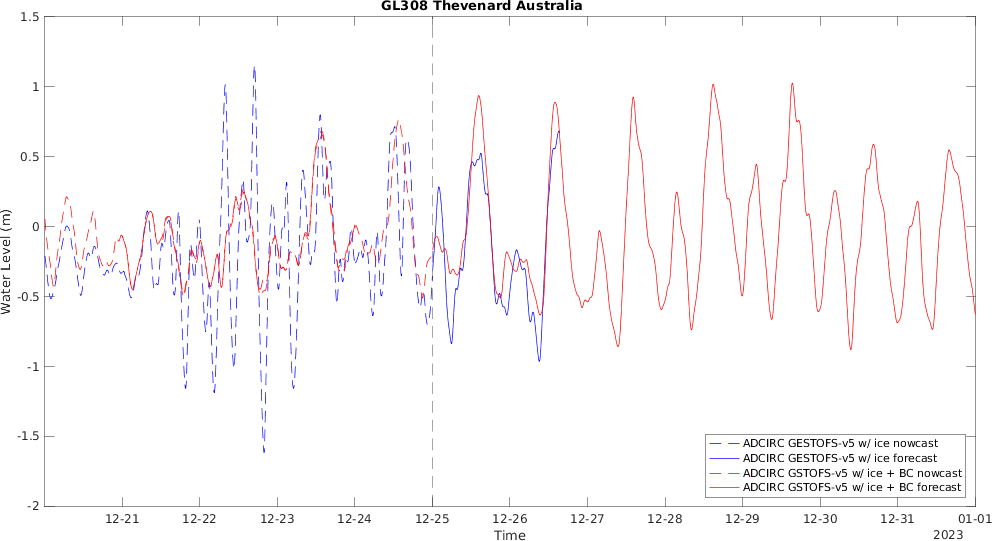 GL308 Thevenard Australia
1.5
1
0.5
0
-0.5
-1
-1.5
-2
Water Level (m)
ADCIRC GESTOFS-v5 w/ ice nowcast
ADCIRC GESTOFS-v5 w/ ice forecast
ADCIRC GSTOFS-v5 w/ ice + BC nowcast
ADCIRC GSTOFS-v5 w/ ice + BC forecast
12-21 12-22 12-23 12-24 12-25 12-26 12-27 12-28 12-29 12-30 12-31 01-01
Time
2023